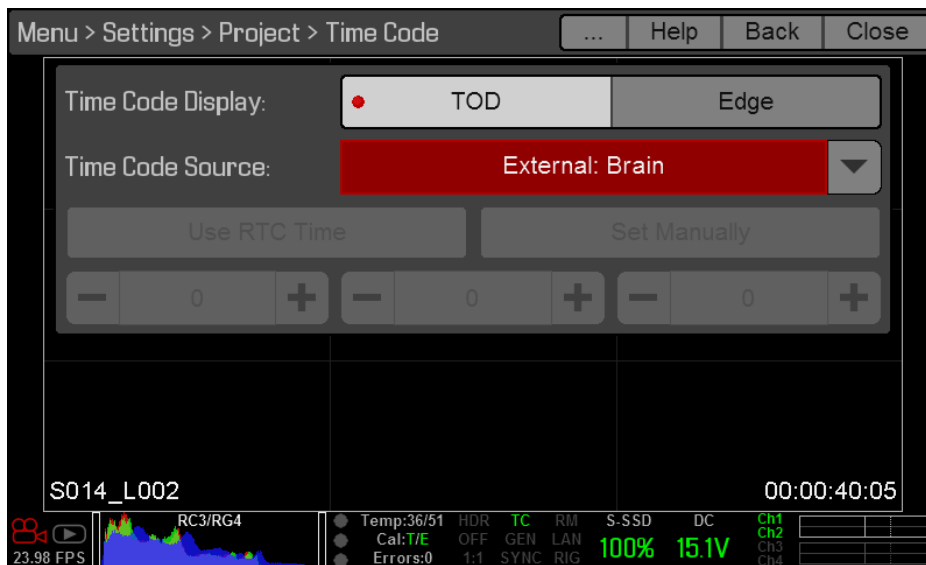 Menu > Settings > Project > Time Code ... Help Back Close
Time Code Display: TOD Edge
Time Code Source: External: Brain
Use RTC Time Set Manually
0 0 0
S014_L002 00:00:40:05
RC3/RG4 Temp:36/51 HDR TC RM S-SSD DC Ch1
Cal:T/E OFF GEN LAN 100% 15.1V Ch2
23.98 FPS Errors:0 1:1 SYNC RIG Ch3
Ch4